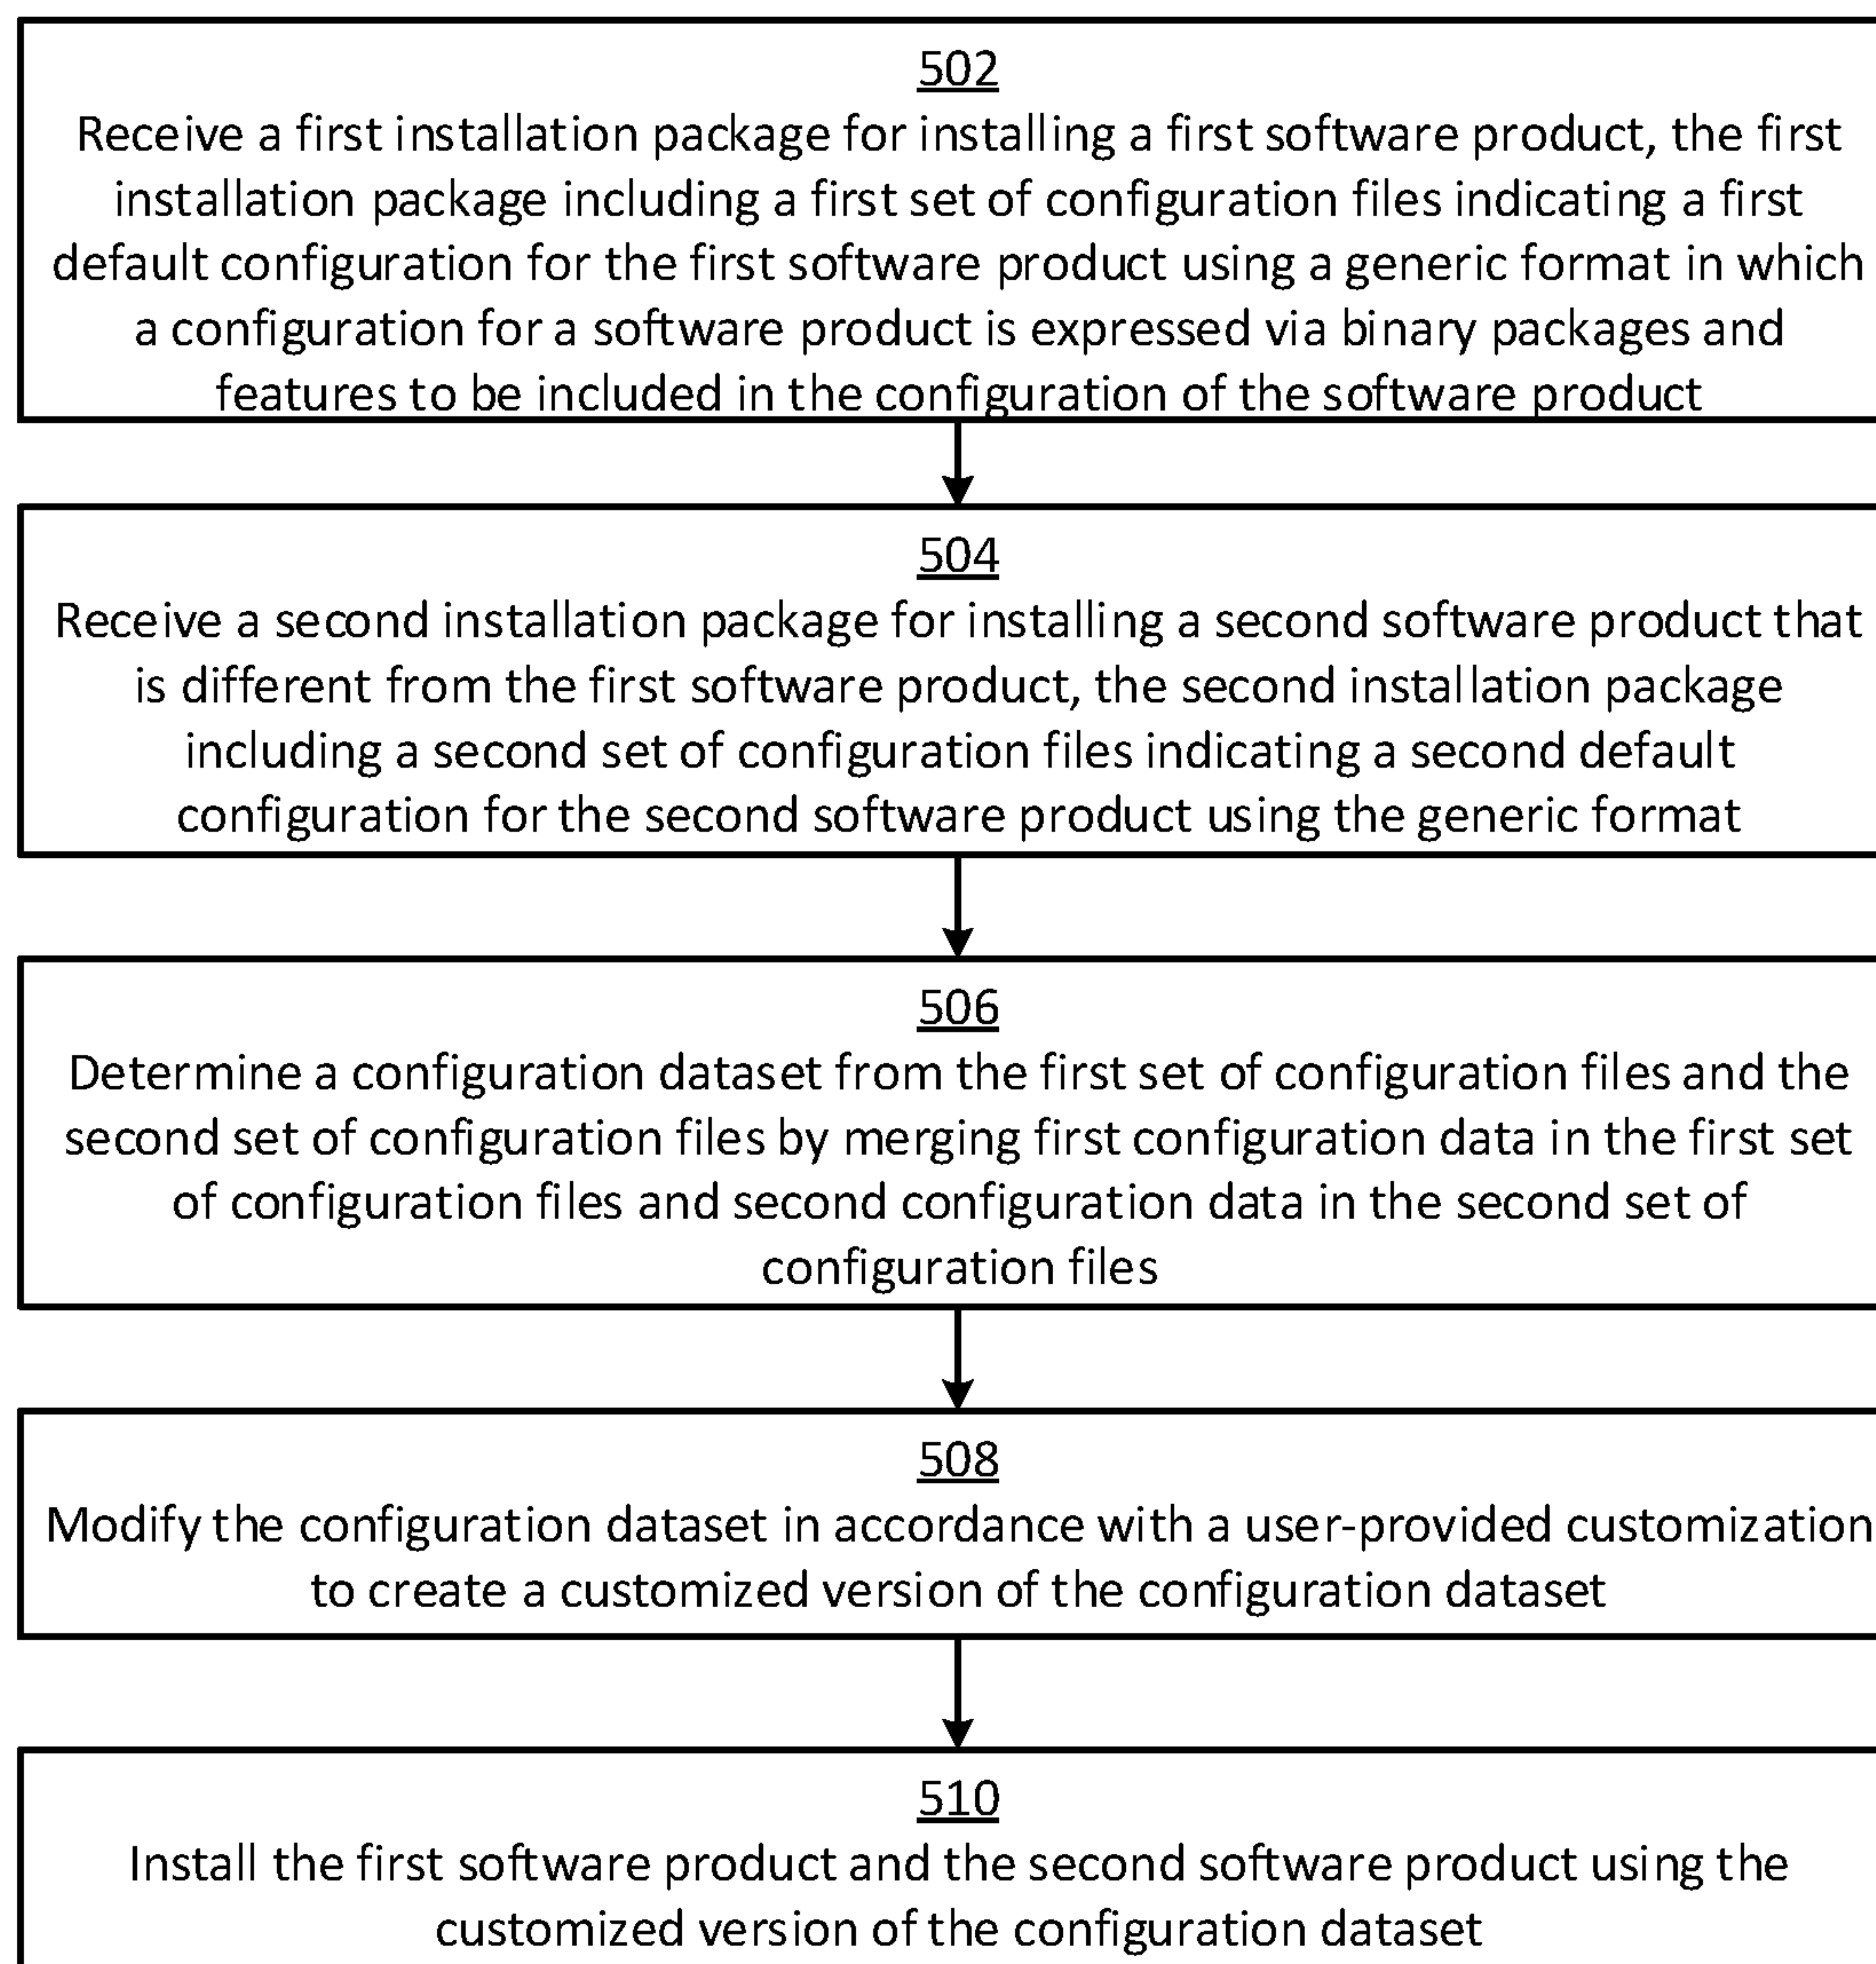 502
Receive a first installation package for installing a first software product, the first
installation package including a first set of configuration files indicating a first
default configuration for the first software product using a generic format in which
a configuration for a software product is expressed via binary packages and
features to be included in the configuration of the software product
504
Receive a second installation package for installing a second software product that
is different from the first software product, the second installation package
including a second set of configuration files indicating a second default
configuration for the second software product using the generic format
506
Determine a configuration dataset from the first set of configuration files and the
second set of configuration files by merging first configuration data in the first set
of configuration files and second configuration data in the second set of
configuration files
508
Modify the configuration dataset in accordance with a user-provided customization
to create a customized version of the configuration dataset
510
Install the first software product and the second software product using the
customized version of the configuration dataset